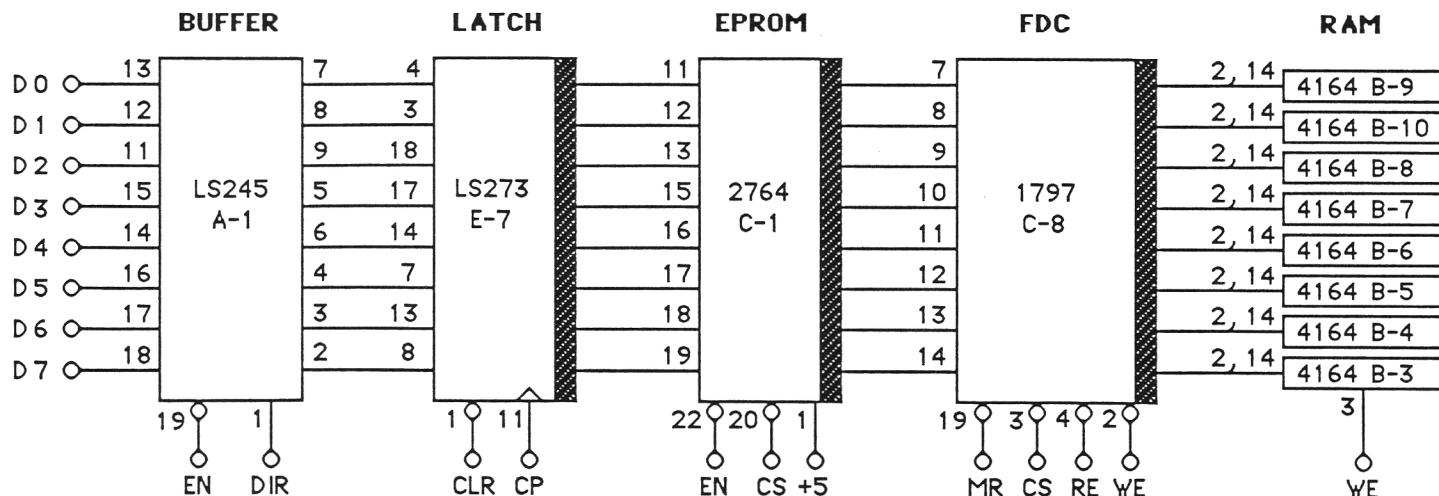 BUFFER LATCH EPROM FDC RAM
D0 13 7 4 11 7 2,14 4164 B-9
D1 12 8 3 12 8 2,14 4164 B-10
D2 11 9 18 13 9 2,14 4164 B-8
LS245 LS273 2764 1797
D3 15 5 17 15 10 2,14 4164 B-7
A-1 E-7 C-1 C-8
D4 14 6 14 16 11 2,14 4164 B-6
D5 16 4 7 17 12 2,14 4164 B-5
D6 17 3 13 18 13 2,14 4164 B-4
D7 18 2 8 19 14 2,14 4164 B-3
19 1 1 11 22 20 1 19 3 4 2 3
EN DIR CLR CP EN CS +5 MR CS RE WE WE